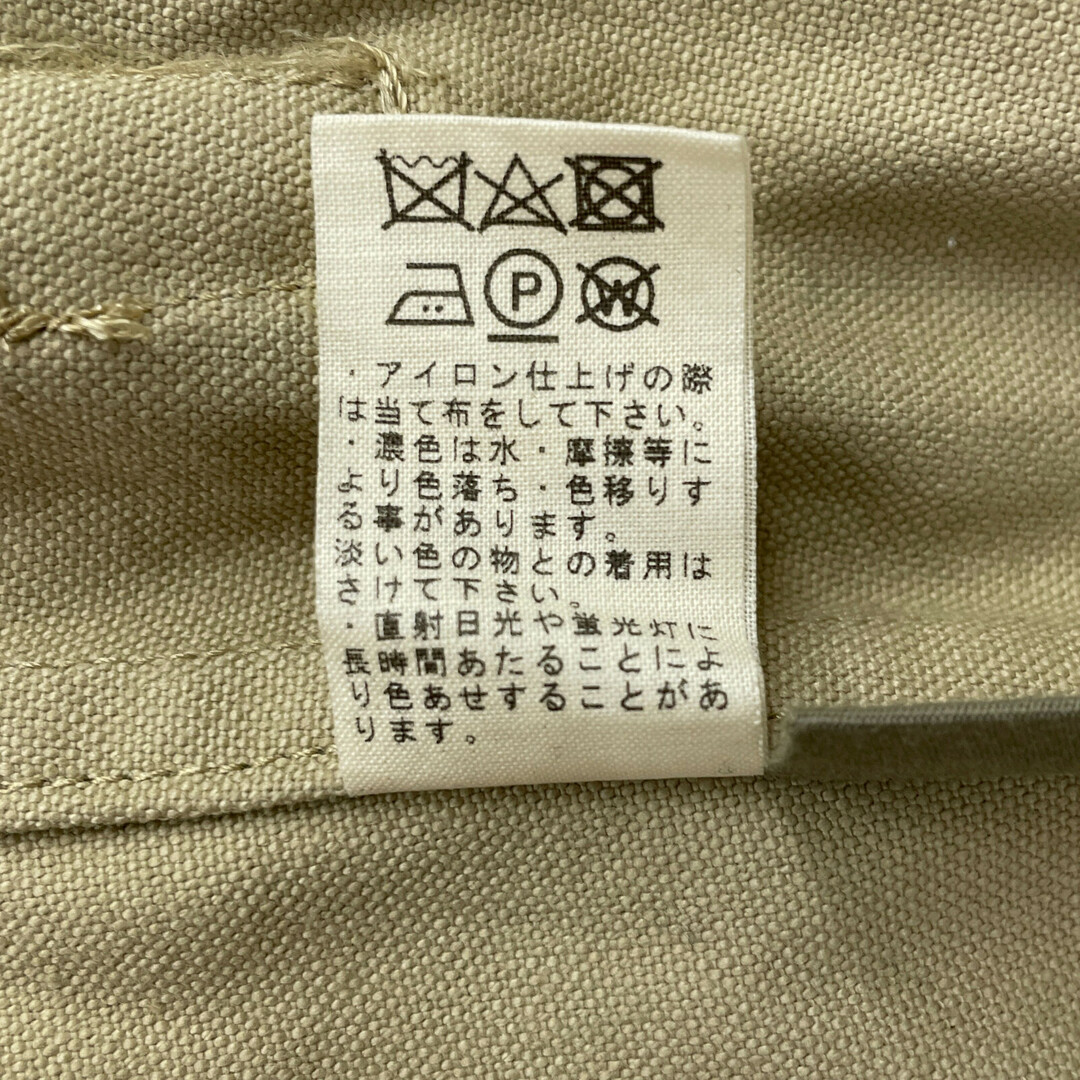 P
W
・アイロン仕上げの際
は当て布をして下さい。
・濃色は水・摩擦等に
より色落ち・色移りす
る事があります。
淡い色の物との着用は
さけて下さい。
・直射日光や蛍光灯に
長時間あたることによ
り色あせすることがあ
ります。